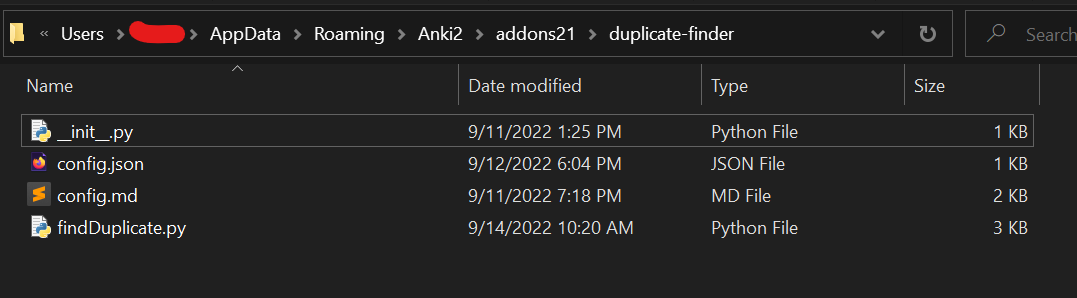 « Users > AppData > Roaming > Anki2 > addons21 > duplicate-finder Search
Name Date modified Type Size
__init__.py 9/11/2022 1:25 PM Python File 1 KB
config.json 9/12/2022 6:04 PM JSON File 1 KB
config.md 9/11/2022 7:18 PM MD File 2 KB
findDuplicate.py 9/14/2022 10:20 AM Python File 3 KB